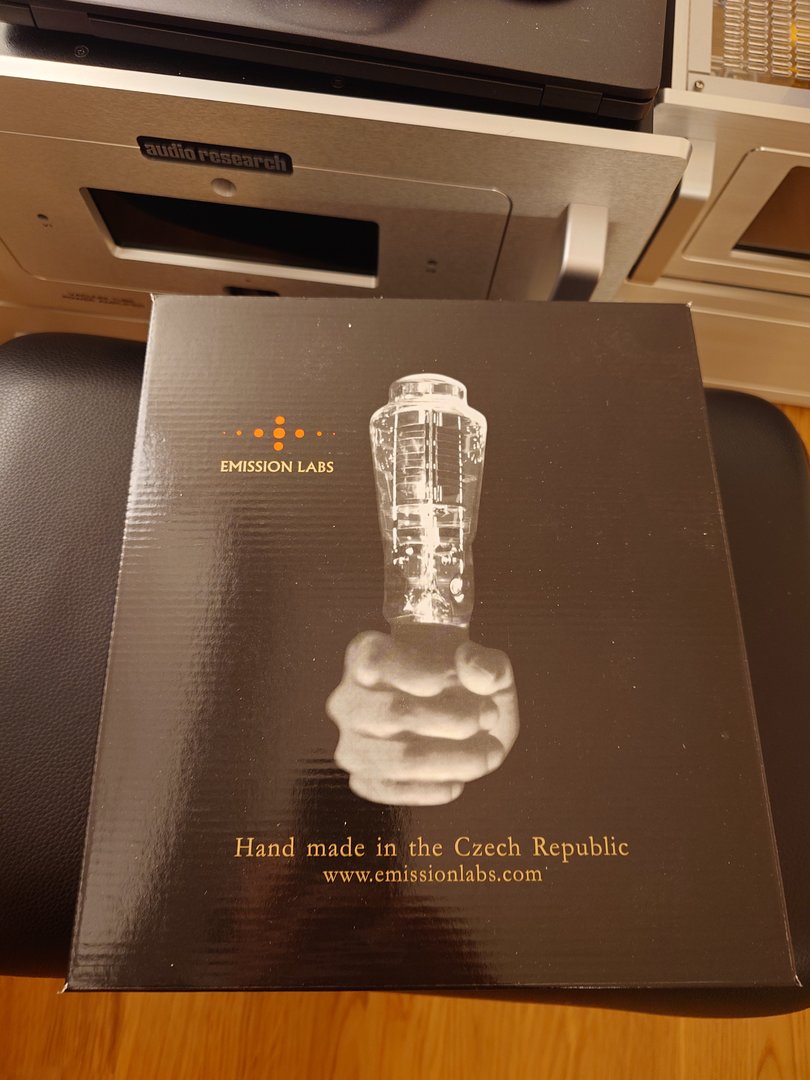 audio research
EMISSION LABS
Hand made in the Czech Republic
www.emissionlabs.com